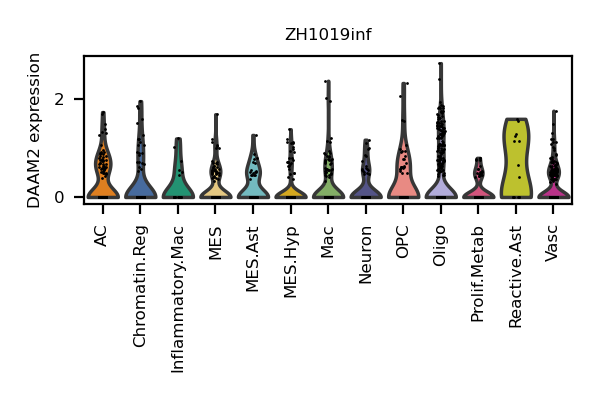 ZH1019inf
DAAM2 expression
2
0
AC
Chromatin.Reg
Inflammatory.Mac
MES
MES.Ast
MES.Hyp
Mac
Neuron
OPC
Oligo
Prolif.Metab
Reactive.Ast
Vasc